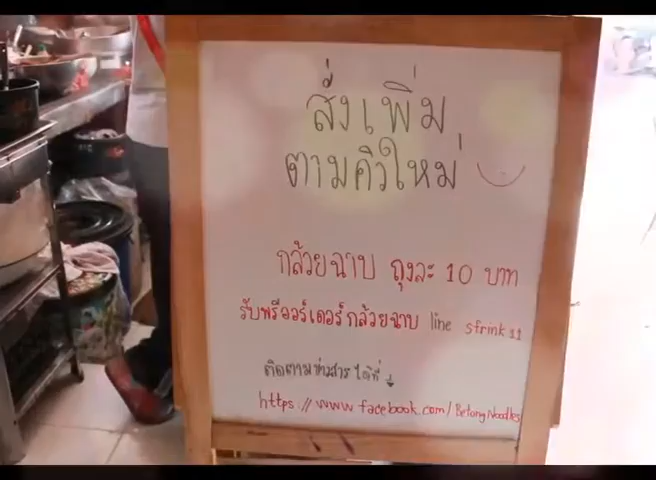 สั่งเพิ่ม
ตามคิวใหม่
กล้วยฉาบ ถุงละ 10 บาท
รับพรีออร์เดอร์กล้วยฉาบ line sfrink11
ติดตามข่าวสารได้ที่
https://www.facebook.com/BetongNoodles